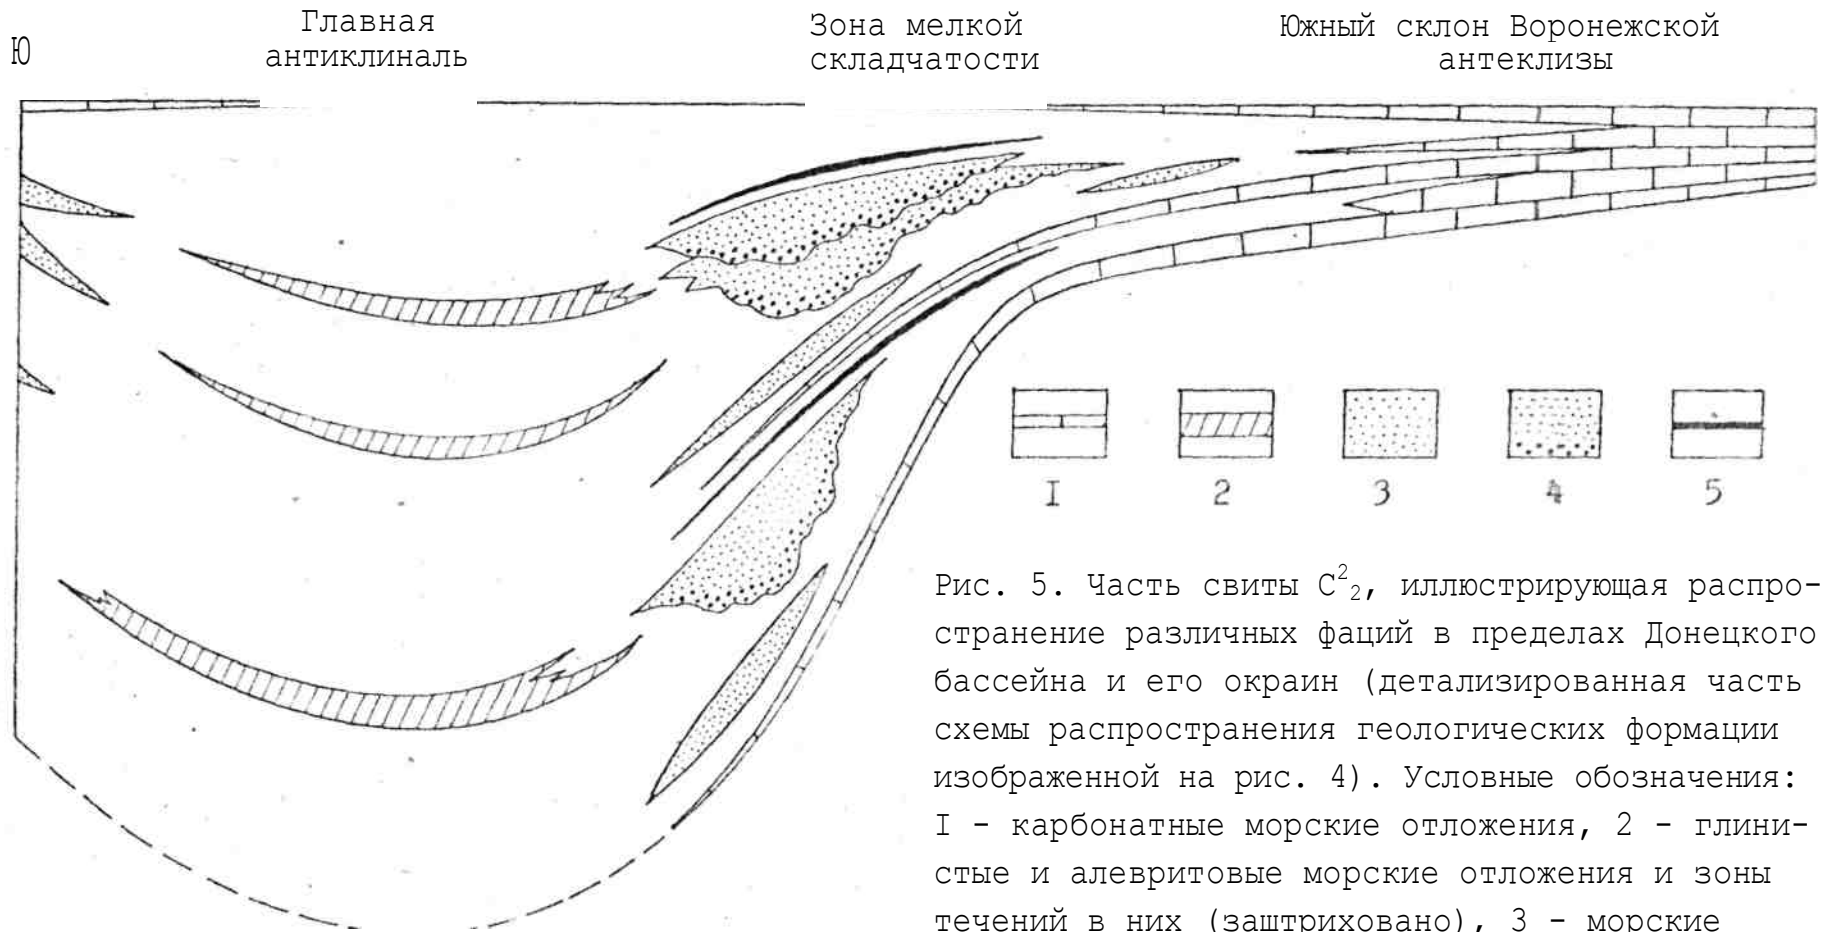 Ю
Главная
антиклиналь
Зона мелкой
складчатости
Южный склон Воронежской
антеклизы
I 2 3 4 5
Рис. 5. Часть свиты C²₂, иллюстрирующая распро-
странение различных фаций в пределах Донецкого
бассейна и его окраин (детализированная часть
схемы распространения геологических формации
изображенной на рис. 4). Условные обозначения:
I - карбонатные морские отложения, 2 - глини-
стые и алевритовые морские отложения и зоны
течений в них (заштриховано), 3 - морские